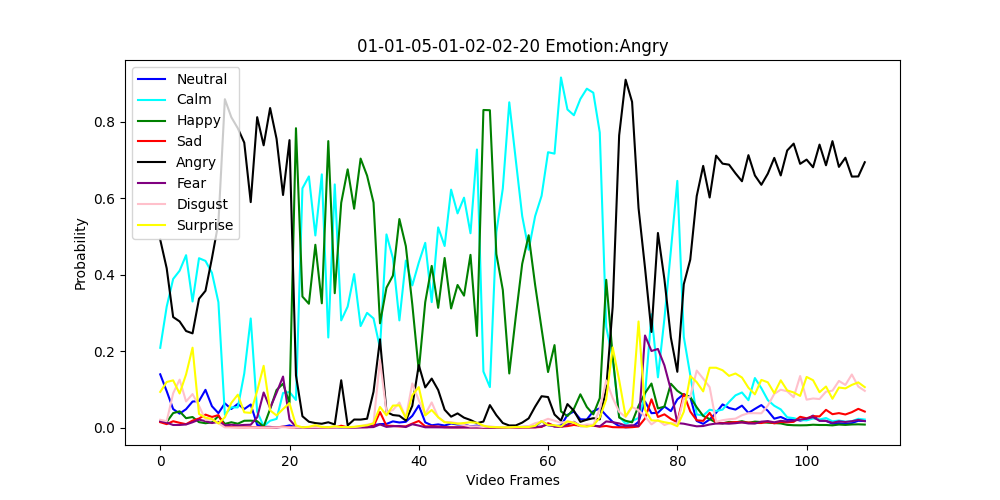 01-01-05-01-02-02-20 Emotion:Angry
Neutral
Calm
Happy
Sad
Angry
Fear
Disgust
Surprise
Probability
0.8
0.6
0.4
0.2
0.0
0 20 40 60 80 100
Video Frames